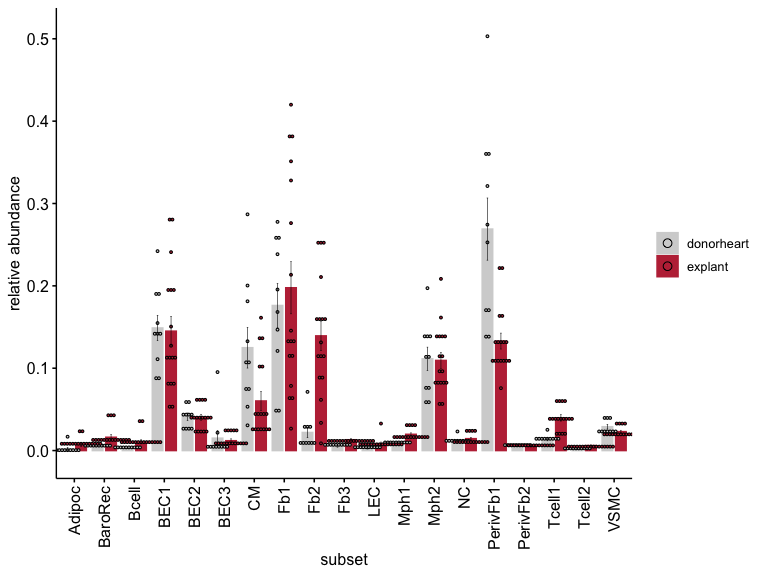 0.5
0.4
0.3
0.2
0.1
0.0
relative abundance
Adipoc
BaroRec
Bcell
BEC1
BEC2
BEC3
CM
Fb1
Fb2
Fb3
LEC
Mph1
Mph2
NC
PerivFb1
PerivFb2
Tcell1
Tcell2
VSMC
subset
donorheart
explant